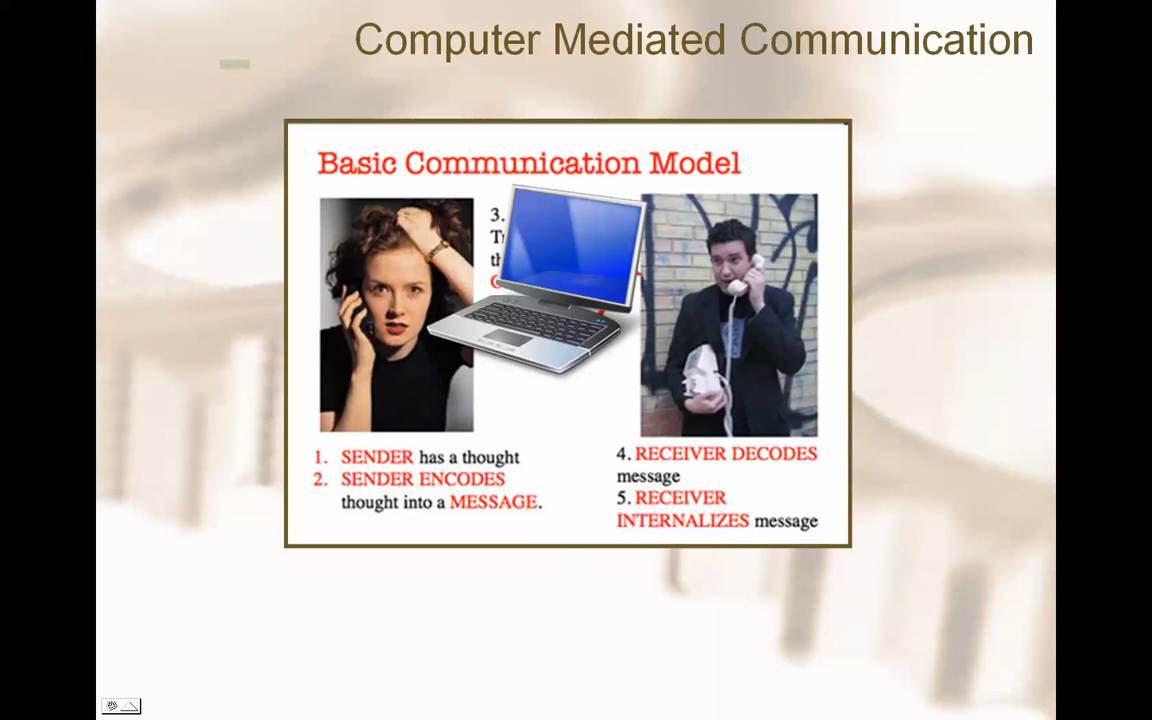 Computer Mediated Communication
Basic Communication Model
3.
1. SENDER has a thought
2. SENDER ENCODES
thought into a MESSAGE.
4. RECEIVER DECODES
message
5. RECEIVER
INTERNALIZES message